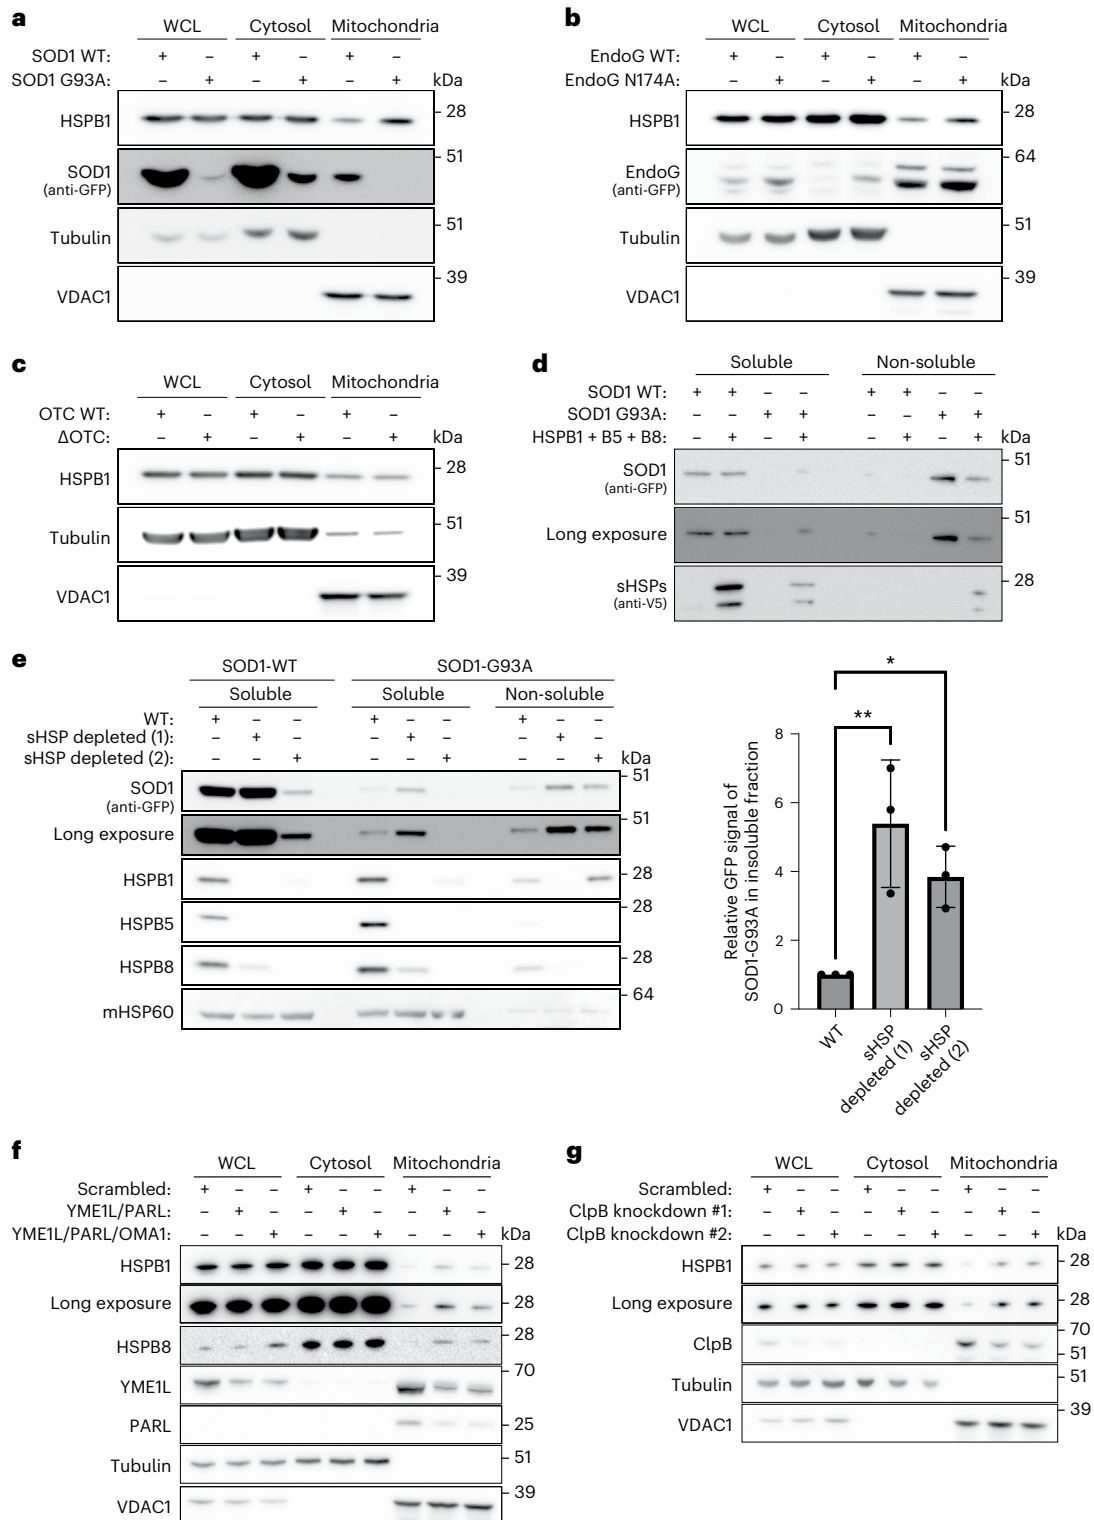 a
WCL Cytosol Mitochondria
SOD1 WT: + – + – + –
SOD1 G93A: – + – + – + kDa
HSPB1 28
SOD1 51
(anti-GFP)
Tubulin 51
VDAC1 39
b
WCL Cytosol Mitochondria
EndoG WT: + – + – + –
EndoG N174A: – + – + – + kDa
HSPB1 28
EndoG 64
(anti-GFP)
Tubulin 51
VDAC1 39
c
WCL Cytosol Mitochondria
OTC WT: + – + – + –
ΔOTC: – + – + – + kDa
HSPB1 28
Tubulin 51
VDAC1 39
d
Soluble Non-soluble
SOD1 WT: + + – – + + – –
SOD1 G93A: – – + + – – + +
HSPB1 + B5 + B8: – + – + – + – + kDa
SOD1 51
(anti-GFP)
Long exposure 51
sHSPs 28
(anti-V5)
e
SOD1-WT SOD1-G93A
Soluble Soluble Non-soluble
WT: + – – + – – + – –
sHSP depleted (1): – + – – + – – + –
sHSP depleted (2): – – + – – + – – + kDa
SOD1 51
(anti-GFP)
Long exposure 51
HSPB1 28
HSPB5 28
HSPB8 28
mHSP60 64
*
**
Relative GFP signal of
SOD1-G93A in insoluble fraction
8
6
4
2
0
WT
sHSP
depleted (1)
sHSP
depleted (2)
f
WCL Cytosol Mitochondria
Scrambled: + – – + – – + – –
YME1L/PARL: – + – – + – – + –
YME1L/PARL/OMA1: – – + – – + – – + kDa
HSPB1 28
Long exposure 28
HSPB8 28
YME1L 70
PARL 25
Tubulin 51
VDAC1 39
g
WCL Cytosol Mitochondria
Scrambled: + – – + – – + – –
ClpB knockdown #1: – + – – + – – + –
ClpB knockdown #2: – – + – – + – – + kDa
HSPB1 28
Long exposure 28
ClpB 70
51
Tubulin 51
VDAC1 39